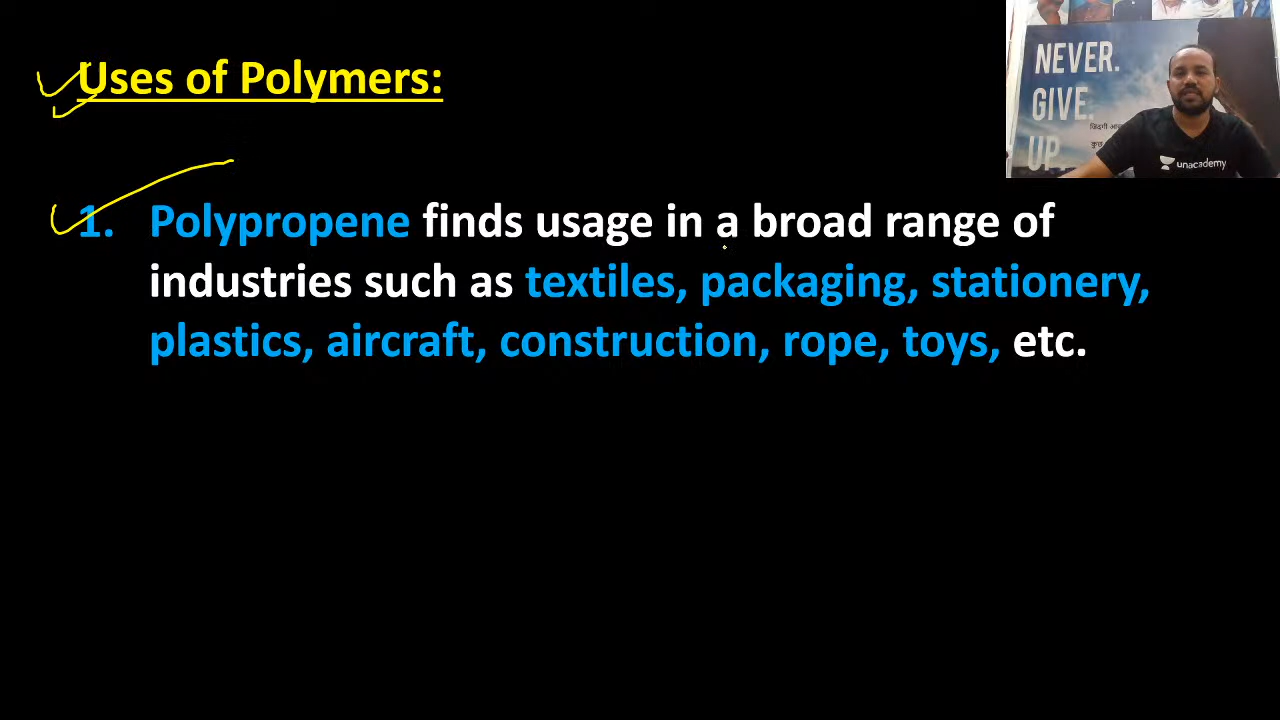 Uses of Polymers:
1. Polypropene finds usage in a broad range of
industries such as textiles, packaging, stationery,
plastics, aircraft, construction, rope, toys, etc.
NEVER.
GIVE.
UP.
unacademy